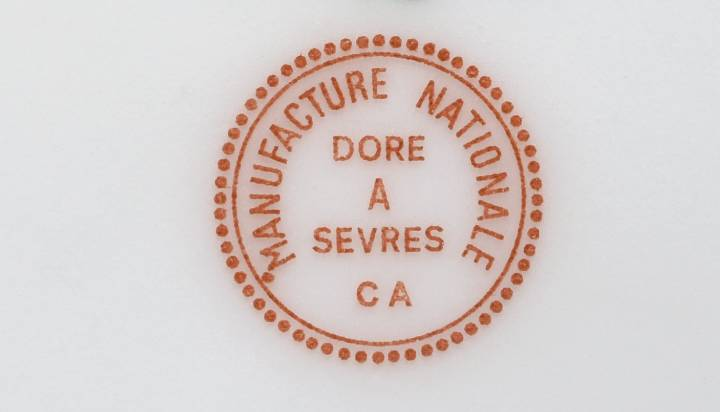 MANUFACTURE NATIONALE
DORE
A
SEVRES
CA